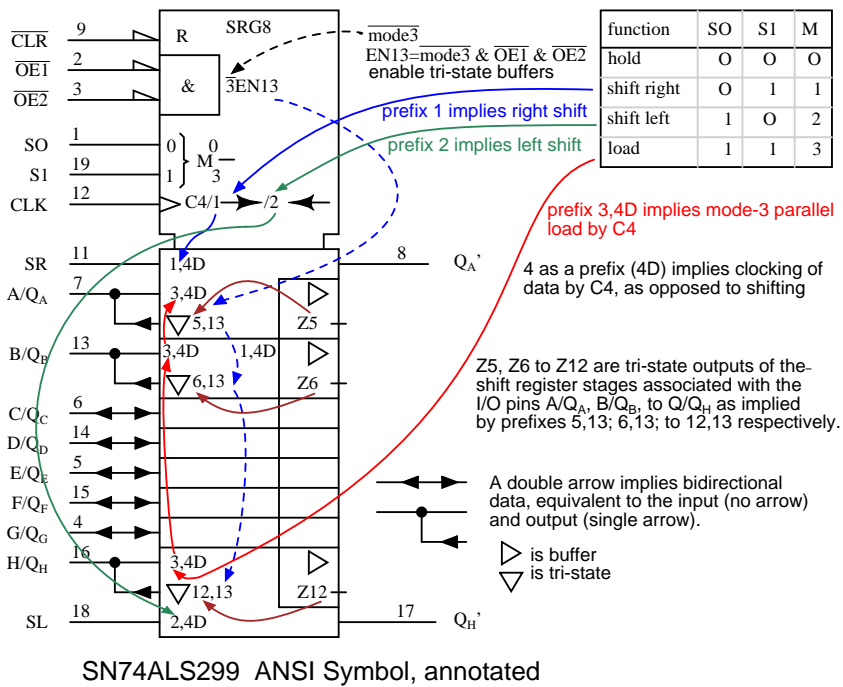 CLR 9 R SRG8
OE1 2
OE2 3 & 3EN13
mode3
EN13=mode3 & OE1 & OE2
enable tri-state buffers
function SO S1 M
hold O O O
shift right O 1 1
shift left 1 O 2
load 1 1 3
prefix 1 implies right shift
prefix 2 implies left shift
SO 1 0 M 0
S1 19 1 3
CLK 12 C4/1 /2
prefix 3,4D implies mode-3 parallel
load by C4
SR 11 1,4D 8 QA’
4 as a prefix (4D) implies clocking of
data by C4, as opposed to shifting
A/QA 7 3,4D
5,13 Z5
B/QB 13 3,4D 1,4D
6,13 Z6
Z5, Z6 to Z12 are tri-state outputs of the
shift register stages associated with the
I/O pins A/QA, B/QB, to Q/QH as implied
by prefixes 5,13; 6,13; to 12,13 respectively.
C/QC 6
D/QD 14
E/QE 5
F/QF 15
G/QG 4
H/QH 16 3,4D
12,13 Z12
A double arrow implies bidirectional
data, equivalent to the input (no arrow)
and output (single arrow).
is buffer
is tri-state
SL 18 2,4D 17 QH’
SN74ALS299 ANSI Symbol, annotated